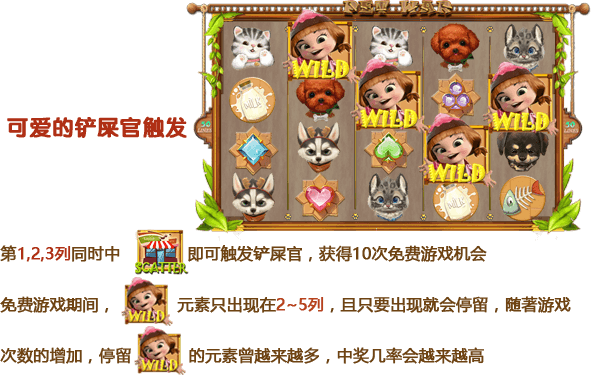 WILD
WILD
WILD
WILD
可爱的铲屎官触发
第1,2,3列同时中 SCATTER 即可触发铲屎官，获得10次免费游戏机会
免费游戏期间， WILD 元素只出现在2~5列，且只要出现就会停留，随著游戏
次数的增加，停留 WILD 的元素曾越来越多，中奖几率会越来越高